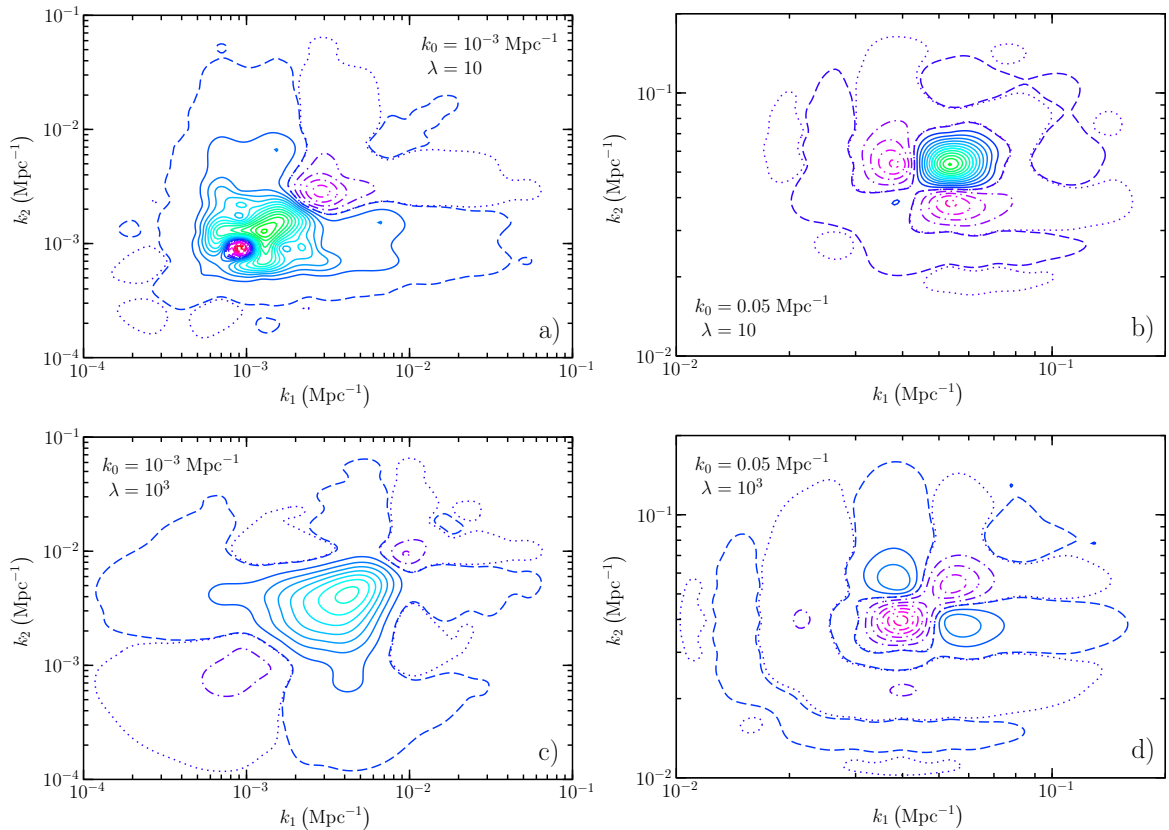 10⁻¹
k₀ = 10⁻³ Mpc⁻¹
λ = 10
10⁻²
k₂ (Mpc⁻¹)
10⁻³
a)
10⁻⁴
10⁻⁴ 10⁻³ 10⁻² 10⁻¹
k₁ (Mpc⁻¹)
10⁻¹
k₂ (Mpc⁻¹)
k₀ = 0.05 Mpc⁻¹
λ = 10
b)
10⁻²
10⁻² 10⁻¹
k₁ (Mpc⁻¹)
10⁻¹
k₀ = 10⁻³ Mpc⁻¹
λ = 10³
10⁻²
k₂ (Mpc⁻¹)
10⁻³
c)
10⁻⁴
10⁻⁴ 10⁻³ 10⁻² 10⁻¹
k₁ (Mpc⁻¹)
k₀ = 0.05 Mpc⁻¹
λ = 10³
10⁻¹
k₂ (Mpc⁻¹)
d)
10⁻²
10⁻² 10⁻¹
k₁ (Mpc⁻¹)